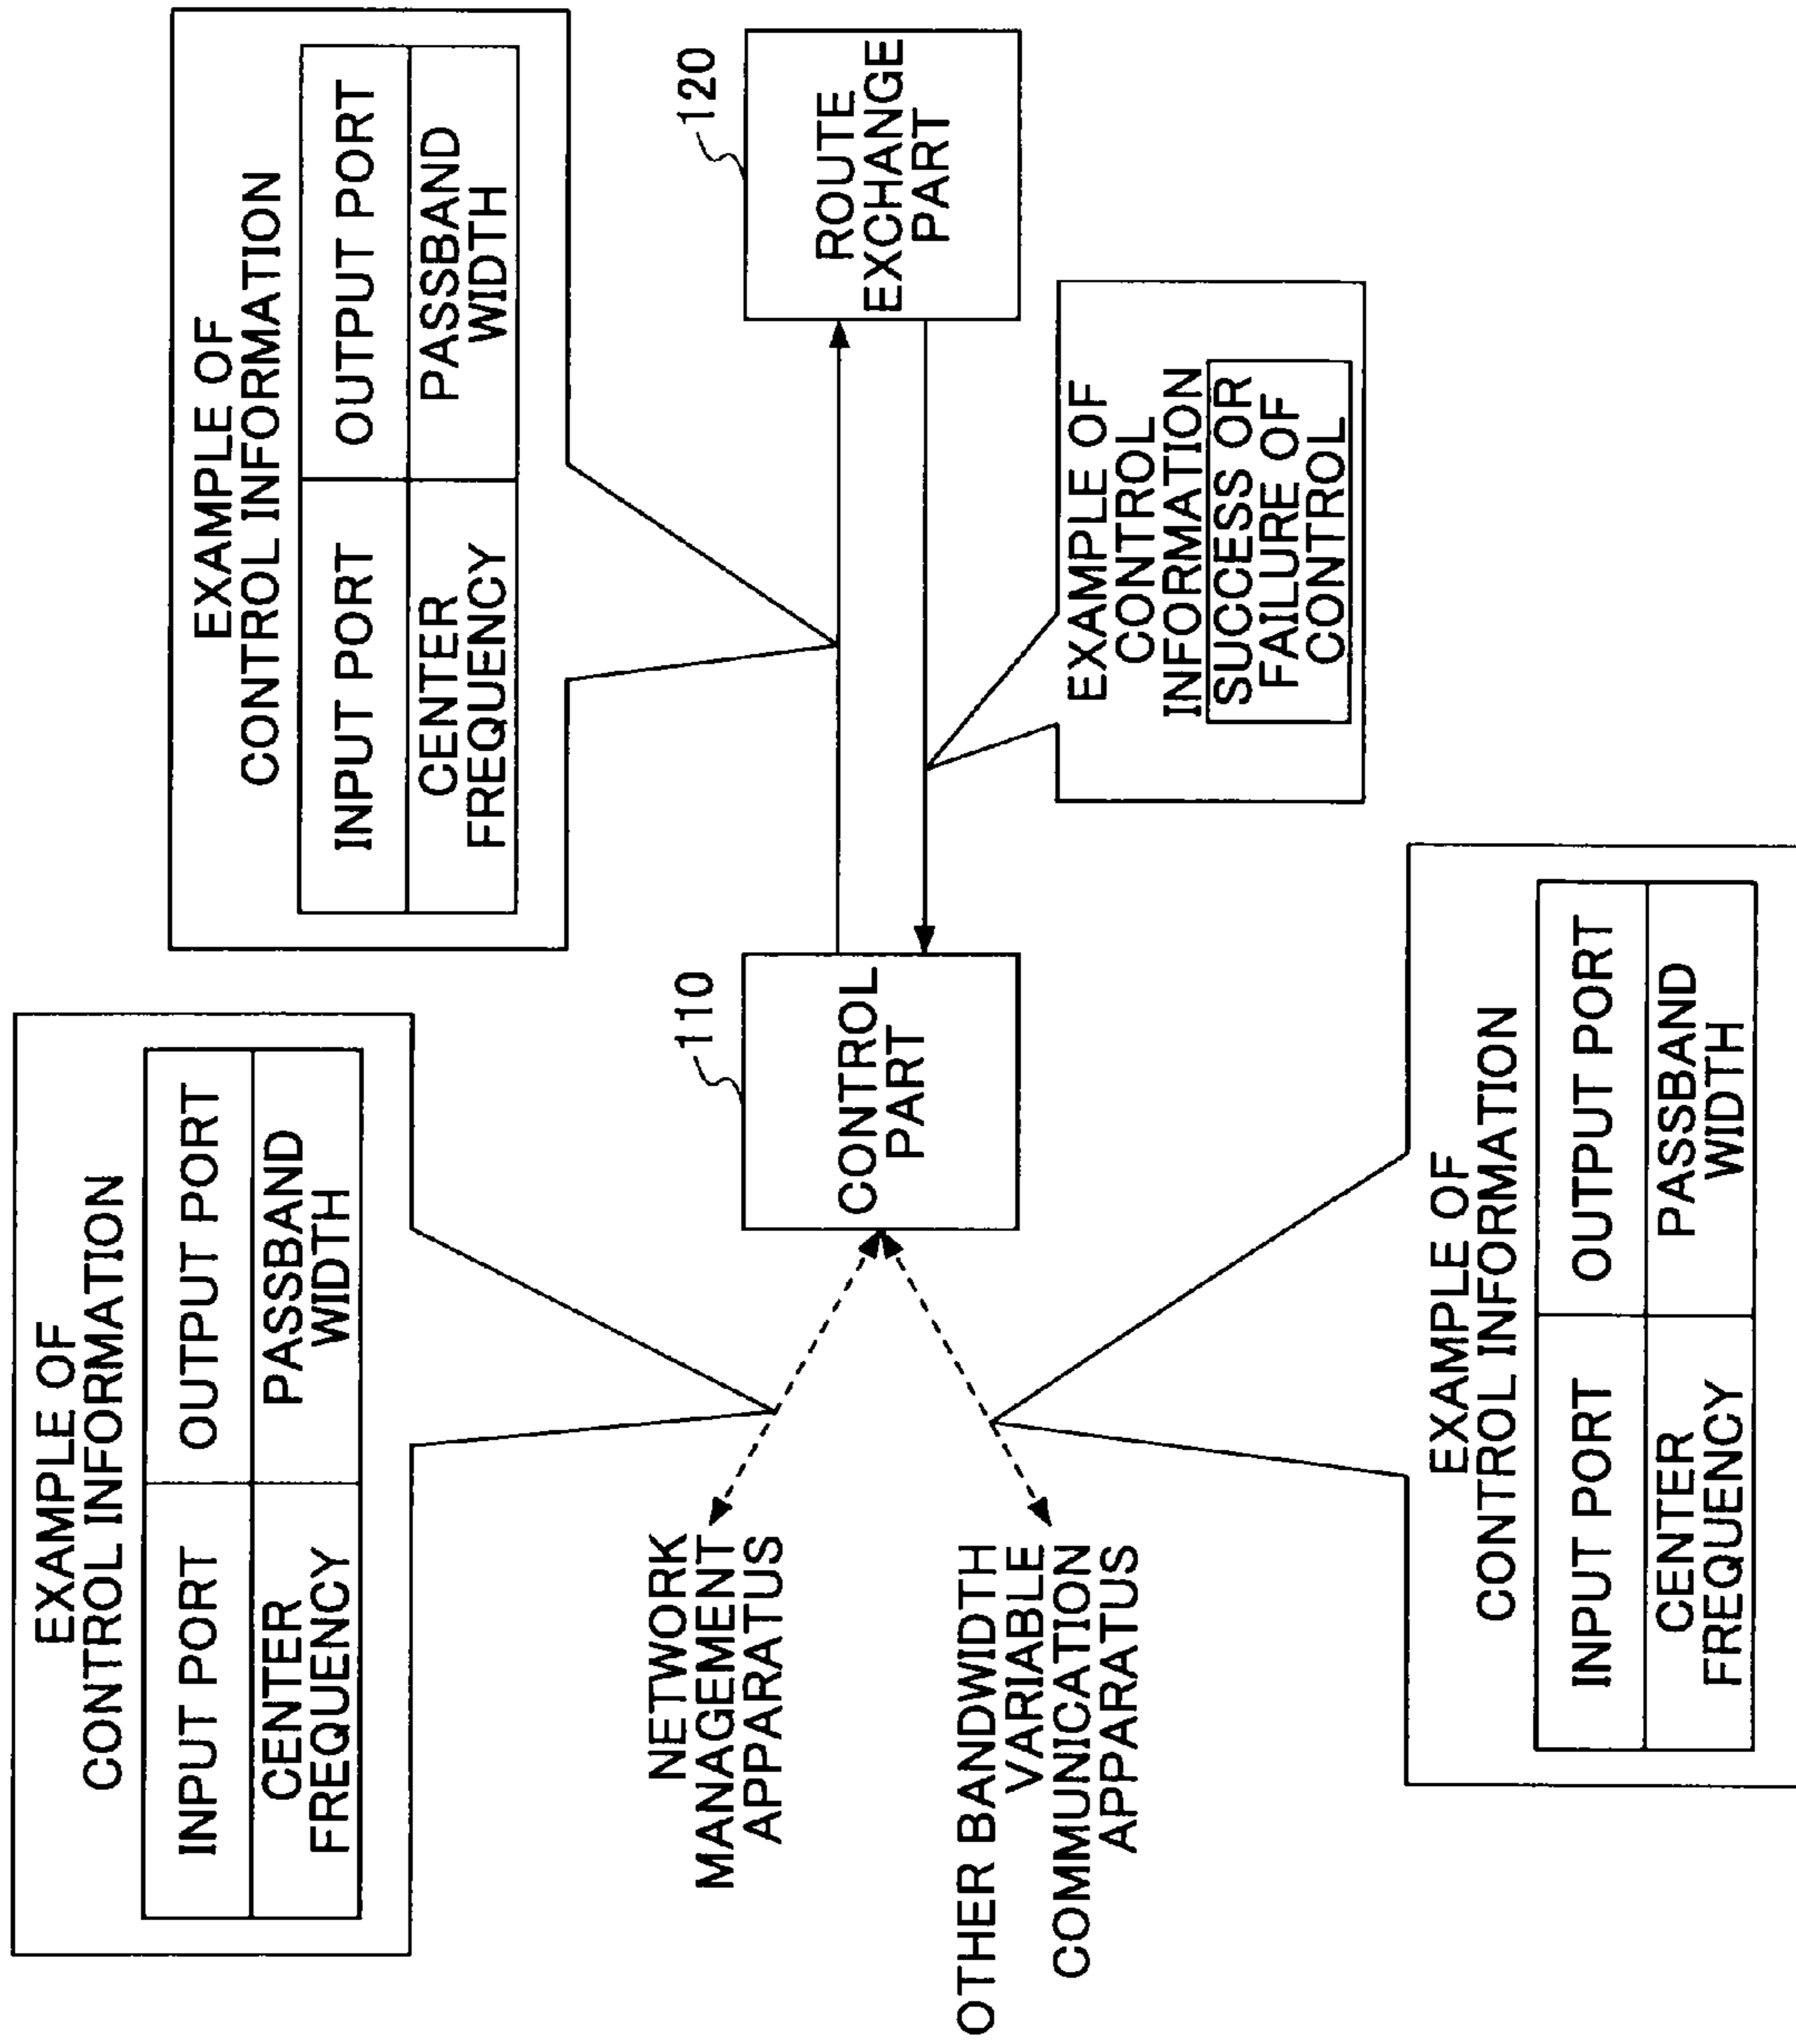 EXAMPLE OF
CONTROL INFORMATION
INPUT PORT
OUTPUT PORT
CENTER
FREQUENCY
PASSBAND
WIDTH
EXAMPLE OF
CONTROL INFORMATION
INPUT PORT
OUTPUT PORT
CENTER
FREQUENCY
PASSBAND
WIDTH
NETWORK
MANAGEMENT
APPARATUS
110
CONTROL
PART
120
ROUTE
EXCHANGE
PART
OTHER BANDWIDTH
VARIABLE
COMMUNICATION
APPARATUS
EXAMPLE OF
CONTROL
INFORMATION
SUCCESS OR
FAILURE OF
CONTROL
EXAMPLE OF
CONTROL INFORMATION
INPUT PORT
OUTPUT PORT
CENTER
FREQUENCY
PASSBAND
WIDTH